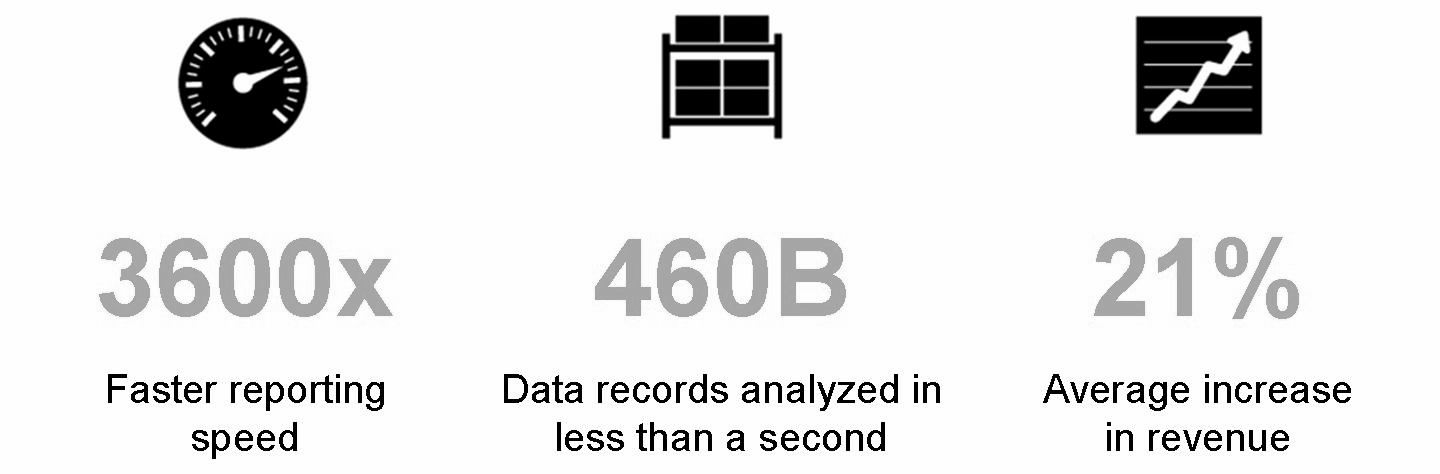 3600x
460B
21%
Faster reporting
speed
Data records analyzed in
less than a second
Average increase
in revenue